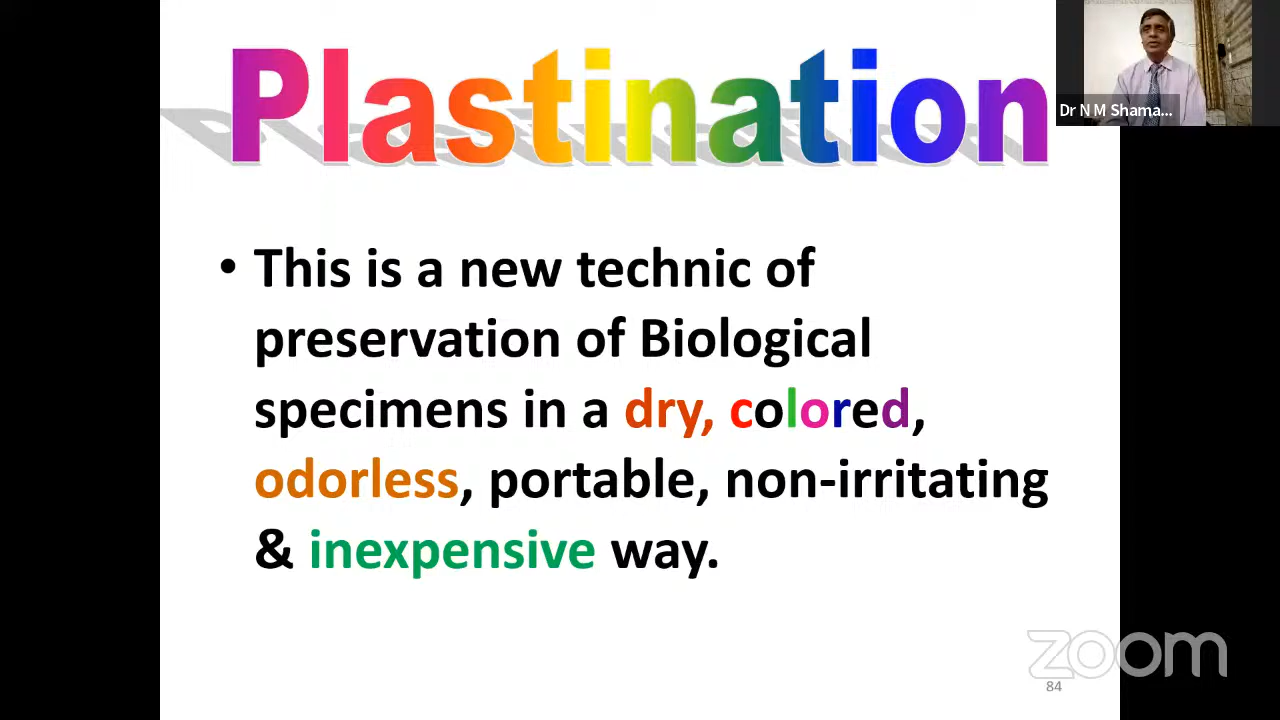 Plastination
Dr N M Shama...
• This is a new technic of
preservation of Biological
specimens in a dry, colored,
odorless, portable, non-irritating
& inexpensive way.
zoom
84